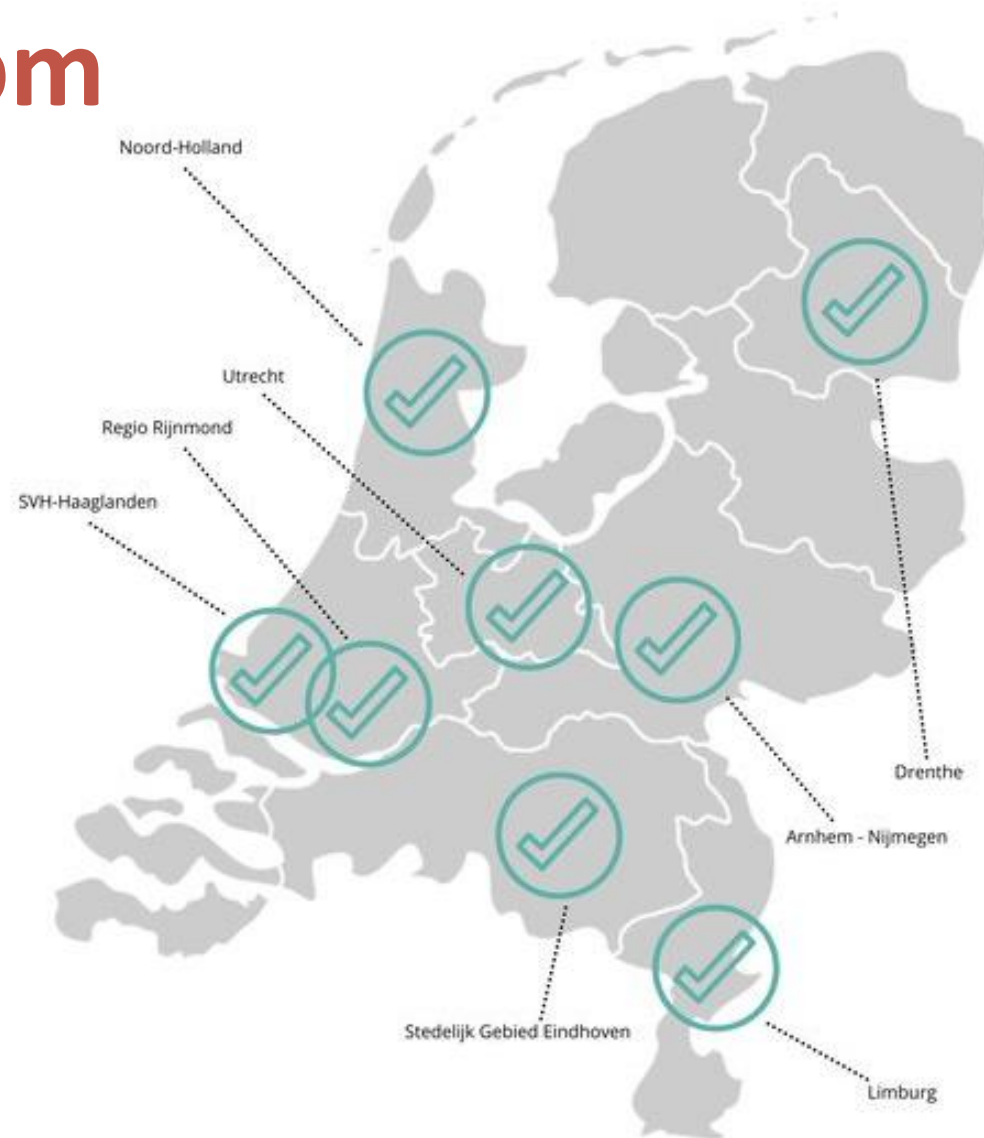 om
Noord-Holland
Utrecht
Regio Rijnmond
SVH-Haaglanden
Drenthe
Arnhem - Nijmegen
Stedelijk Gebied Eindhoven
Limburg